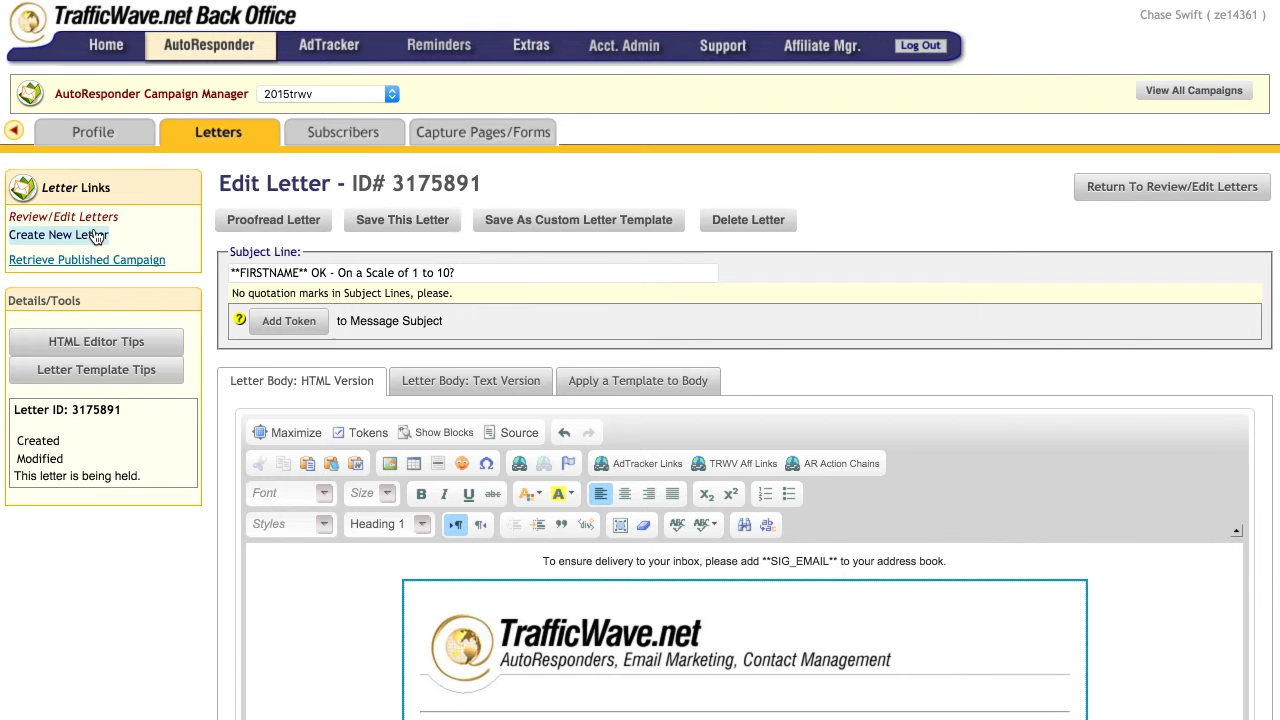 TrafficWave.net Back Office
Chase Swift ( ze14361 )
Home AutoResponder AdTracker Reminders Extras Acct. Admin Support Affiliate Mgr. Log Out
AutoResponder Campaign Manager 2015trwv View All Campaigns
Profile Letters Subscribers Capture Pages/Forms
Letter Links
Review/Edit Letters
Create New Letter
Retrieve Published Campaign
Details/Tools
HTML Editor Tips
Letter Template Tips
Letter ID: 3175891
Created
Modified
This letter is being held.
Edit Letter - ID# 3175891
Return To Review/Edit Letters
Proofread Letter Save This Letter Save As Custom Letter Template Delete Letter
Subject Line:
**FIRSTNAME** OK - On a Scale of 1 to 10?
No quotation marks in Subject Lines, please.
? Add Token to Message Subject
Letter Body: HTML Version Letter Body: Text Version Apply a Template to Body
Maximize Tokens Show Blocks Source
AdTracker Links TRWV Aff Links AR Action Chains
Font Size B I U abc A A X₂ X²
Styles Heading 1 ABC ABC
To ensure delivery to your inbox, please add **SIG_EMAIL** to your address book.
TrafficWave.net
AutoResponders, Email Marketing, Contact Management